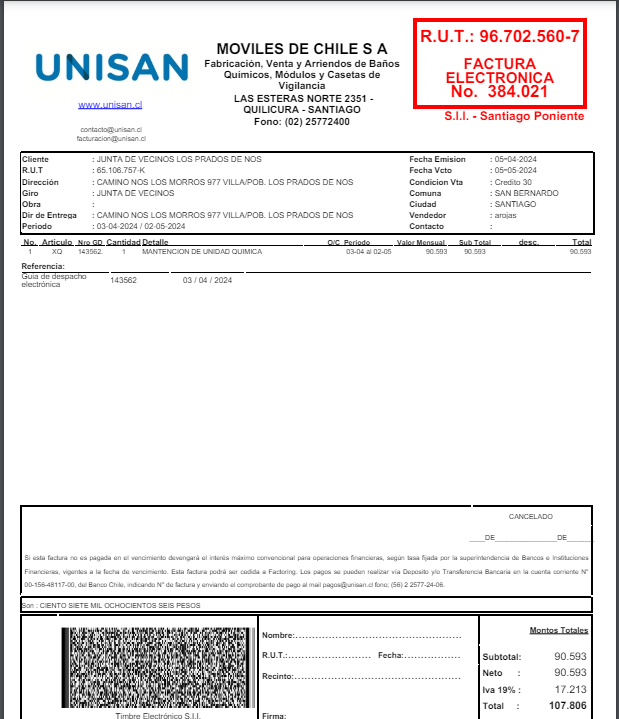 UNISAN
www.unisan.cl
contacto@unisan.cl
facturacion@unisan.cl
MOVILES DE CHILE S A
Fabricación, Venta y Arriendos de Baños
Químicos, Módulos y Casetas de
Vigilancia
LAS ESTERAS NORTE 2351 -
QUILICURA - SANTIAGO
Fono: (02) 25772400
R.U.T.: 96.702.560-7
FACTURA
ELECTRONICA
No. 384.021
S.I.I. - Santiago Poniente
Cliente : JUNTA DE VECINOS LOS PRADOS DE NOS Fecha Emision : 05-04-2024
R.U.T : 65.106.757-K Fecha Vcto : 05-05-2024
Dirección : CAMINO NOS LOS MORROS 977 VILLA/POB. LOS PRADOS DE NOS Condicion Vta : Credito 30
Giro : JUNTA DE VECINOS Comuna : SAN BERNARDO
Obra : Ciudad : SANTIAGO
Dir de Entrega : CAMINO NOS LOS MORROS 977 VILLA/POB. LOS PRADOS DE NOS Vendedor : arojas
Periodo : 03-04-2024 / 02-05-2024 Contacto :
No. Articulo Nro GD. Cantidad Detalle O/C Periodo Valor Mensual Sub Total desc. Total
1 XQ 143562. 1 MANTENCION DE UNIDAD QUIMICA 03-04 al 02-05 90.593 90.593 90.593
Referencia:
Guía de despacho
electrónica 143562 03 / 04 / 2024
CANCELADO
______DE____________DE______
Si esta factura no es pagada en el vencimiento devengará el interés máximo convencional para operaciones financieras, según tasa fijada por la superintendencia de Bancos e Instituciones
Financieras, vigentes a la fecha de vencimiento. Esta factura podrá ser cedida a Factoring. Los pagos se pueden realizar vía Deposito y/o Transferencia Bancaria en la cuenta corriente N°
00-156-48117-00, del Banco Chile, indicando N° de factura y enviando el comprobante de pago al mail pagos@unisan.cl fono; (56) 2 2577-24-06.
Son : CIENTO SIETE MIL OCHOCIENTOS SEIS PESOS
Timbre Electrónico S.I.I.
Nombre:...............................................
R.U.T.:........................ Fecha:................
Recinto:...............................................
Firma:
Montos Totales
Subtotal: 90.593
Neto : 90.593
Iva 19% : 17.213
Total : 107.806